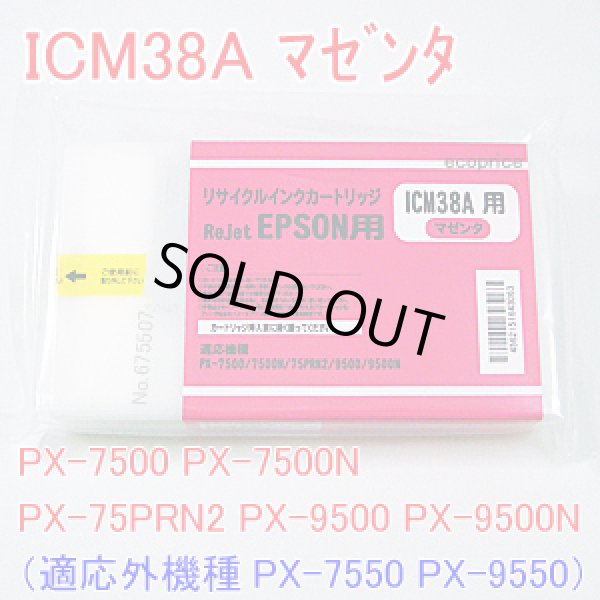 ICM38A マゼンタ
ecoprice
リサイクルインクカートリッジ
ReJet EPSON用
ICM38A 用
マゼンタ
ご使用前に
No.675507
SOLD OUT
適応機種
PX-7500/7500N/75PRN2/9500/9500N
PX-7500 PX-7500N
PX-75PRN2 PX-9500 PX-9500N
(適応外機種 PX-7550 PX-9550)